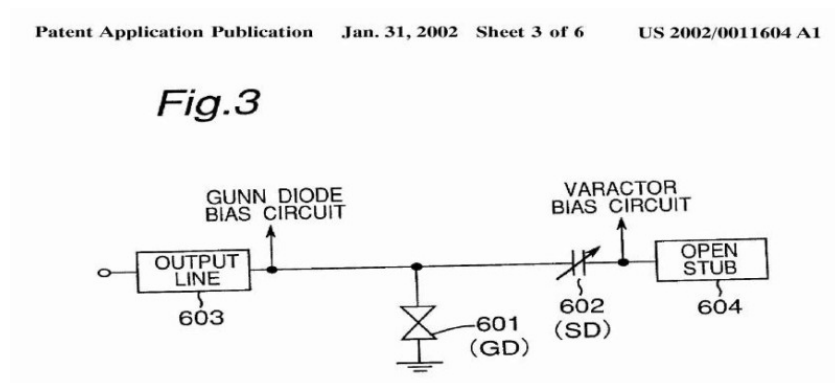 Patent Application Publication Jan. 31, 2002 Sheet 3 of 6 US 2002/0011604 A1
Fig.3
GUNN DIODE
BIAS CIRCUIT
VARACTOR
BIAS CIRCUIT
OUTPUT
LINE
603
601
(GD)
602
(SD)
OPEN
STUB
604